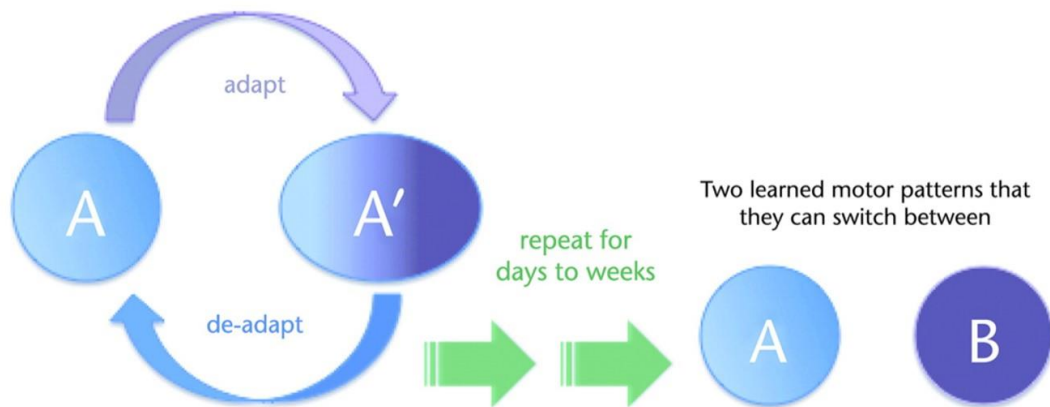 adapt
A
A′
de-adapt
repeat for
days to weeks
Two learned motor patterns that
they can switch between
A
B